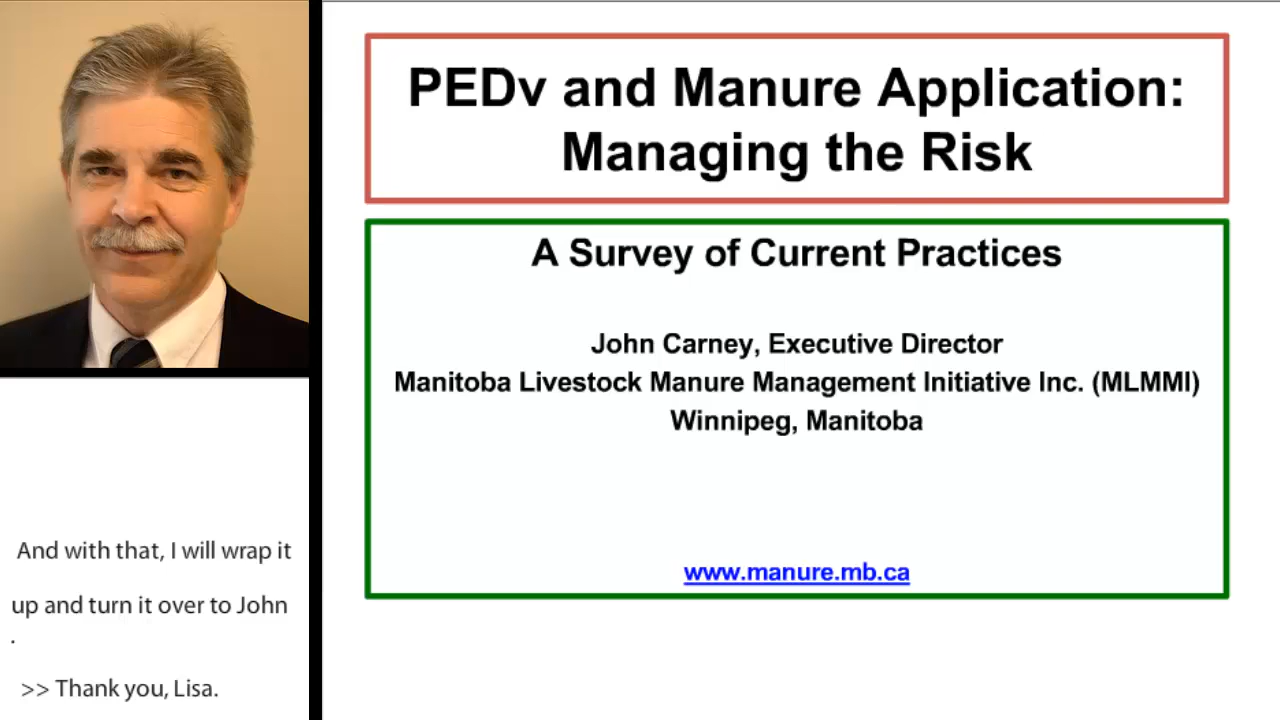 PEDv and Manure Application:
Managing the Risk
A Survey of Current Practices
John Carney, Executive Director
Manitoba Livestock Manure Management Initiative Inc. (MLMMI)
Winnipeg, Manitoba
www.manure.mb.ca
And with that, I will wrap it
up and turn it over to John
.
>> Thank you, Lisa.